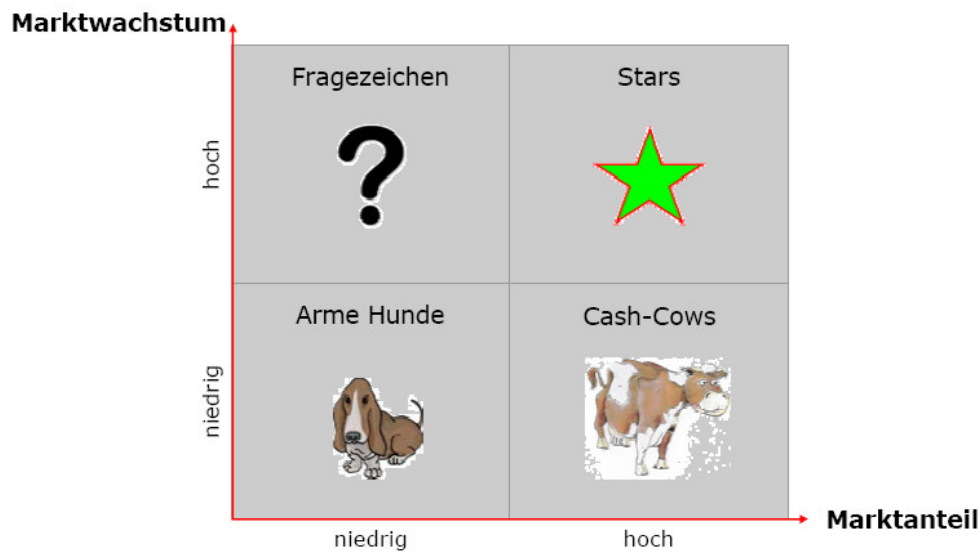 Marktwachstum
Fragezeichen
Stars
hoch
Arme Hunde
Cash-Cows
niedrig
Marktanteil
niedrig
hoch